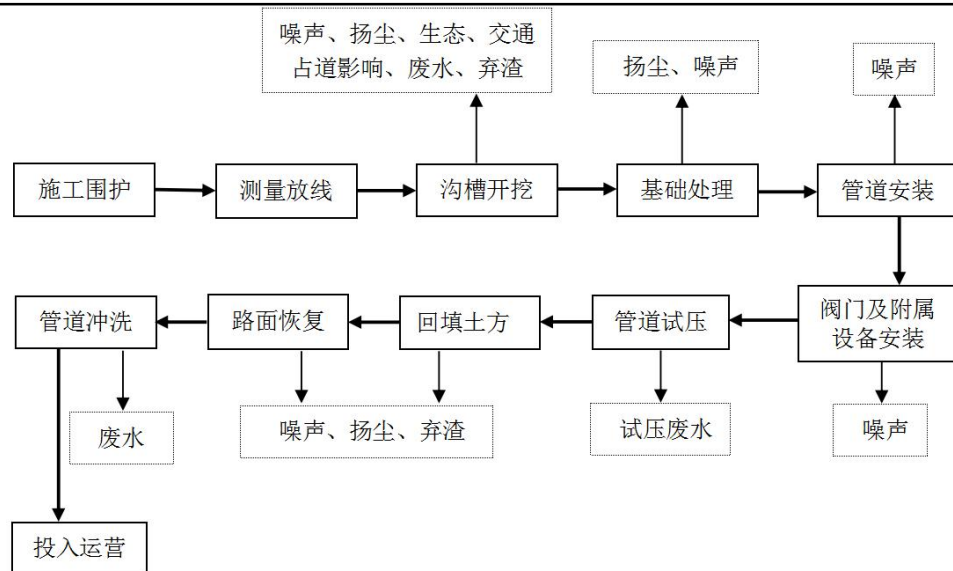 噪声、扬尘、生态、交通
占道影响、废水、弃渣
扬尘、噪声
噪声
施工围护
测量放线
沟槽开挖
基础处理
管道安装
管道冲洗
路面恢复
回填土方
管道试压
阀门及附属
设备安装
废水
噪声、扬尘、弃渣
试压废水
噪声
投入运营